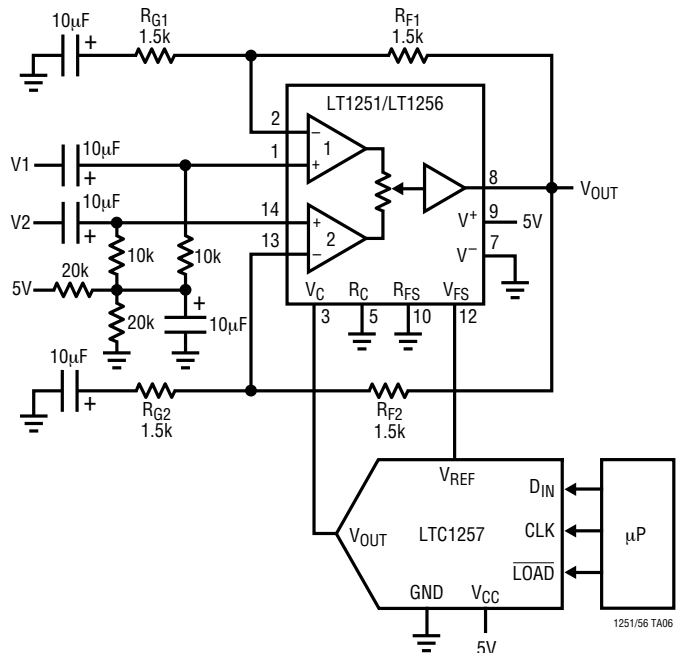 10μF
+
RG1
1.5k
RF1
1.5k
LT1251/LT1256
2
–
1
+
1
V1
10μF
+
V2
10μF
+
14
+
13
–
2
10k
10k
5V
20k
20k
+
10μF
8
VOUT
9
V+
5V
7
V–
VC
RC
RFS
VFS
3
5
10
12
10μF
+
RG2
1.5k
RF2
1.5k
VREF
DIN
CLK
LOAD
VOUT
LTC1257
μP
GND
VCC
5V
1251/56 TA06